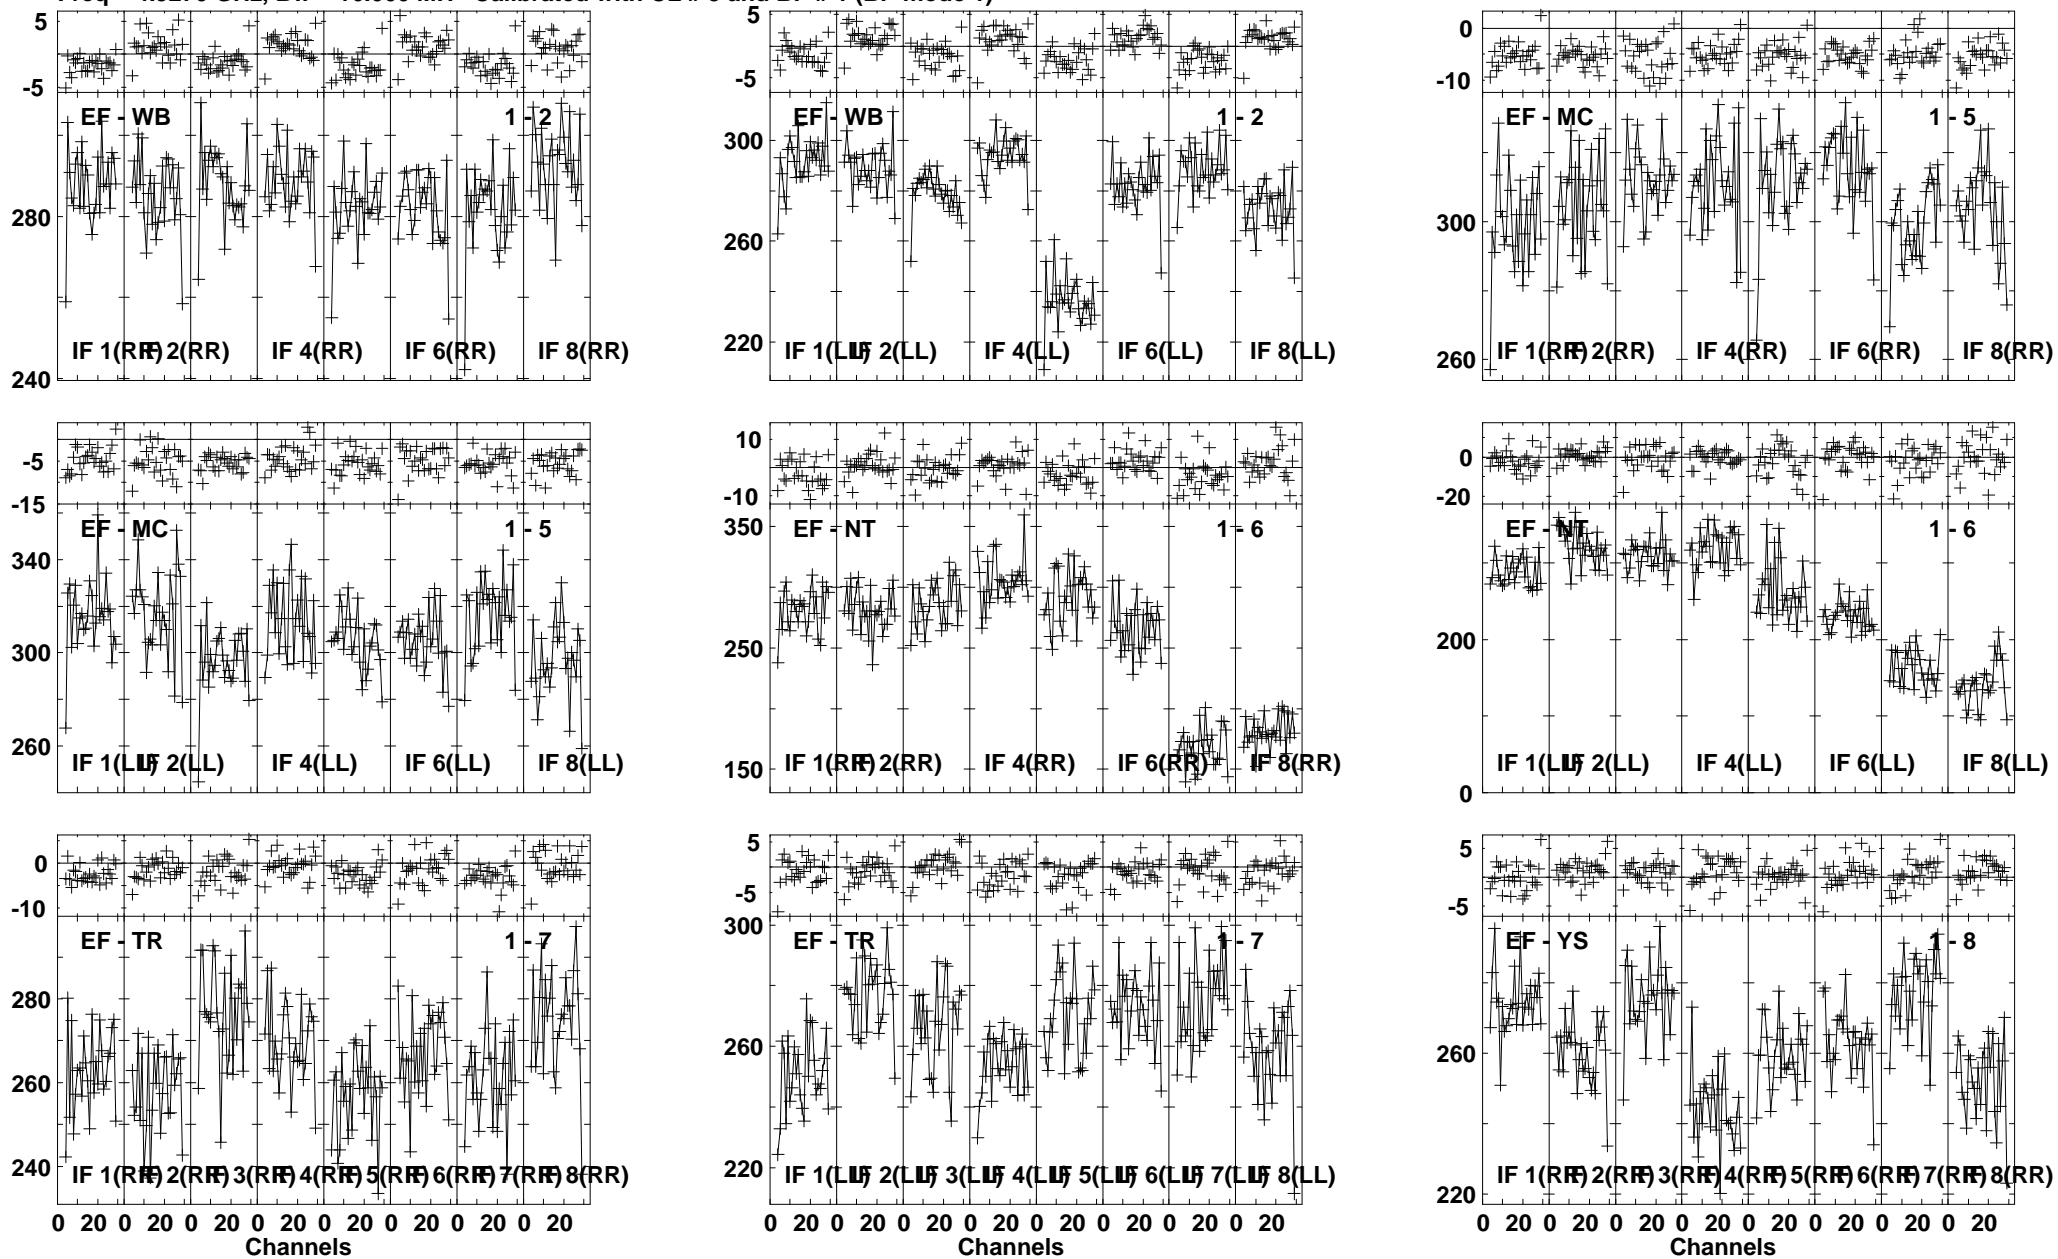 5
0
-5
EF - WB
1 - 2
280
240
IF 1(RR)
IF 2(RR)
IF 4(RR)
IF 6(RR)
IF 8(RR)
5
-5
EF - WB
1 - 2
300
260
220
IF 1(LL)
IF 2(LL)
IF 4(LL)
IF 6(LL)
IF 8(LL)
0
-10
EF - MC
1 - 5
300
260
IF 1(RR)
IF 2(RR)
IF 4(RR)
IF 6(RR)
IF 8(RR)
-5
-15
EF - MC
1 - 5
340
300
260
IF 1(LL)
IF 2(LL)
IF 4(LL)
IF 6(LL)
IF 8(LL)
10
-10
EF - NT
1 - 6
350
250
150
IF 1(RR)
IF 2(RR)
IF 4(RR)
IF 6(RR)
IF 8(RR)
0
-20
EF - NT
1 - 6
200
0
IF 1(LL)
IF 2(LL)
IF 4(LL)
IF 6(LL)
IF 8(LL)
0
-10
EF - TR
1 - 7
280
260
240
IF 1(RR)
IF 2(RR)
IF 3(RR)
IF 4(RR)
IF 5(RR)
IF 6(RR)
IF 7(RR)
IF 8(RR)
0 20 0 20 0 20 0 20 0 20 0 20 0 20 0 20
Channels
5
-5
EF - TR
1 - 7
300
260
220
IF 1(LL)
IF 2(LL)
IF 3(LL)
IF 4(LL)
IF 5(LL)
IF 6(LL)
IF 7(LL)
IF 8(LL)
0 20 0 20 0 20 0 20 0 20 0 20 0 20 0 20
Channels
5
-5
EF - YS
1 - 8
260
220
IF 1(RR)
IF 2(RR)
IF 3(RR)
IF 4(RR)
IF 5(RR)
IF 6(RR)
IF 7(RR)
IF 8(RR)
0 20 0 20 0 20 0 20 0 20 0 20 0 20 0 20
Channels